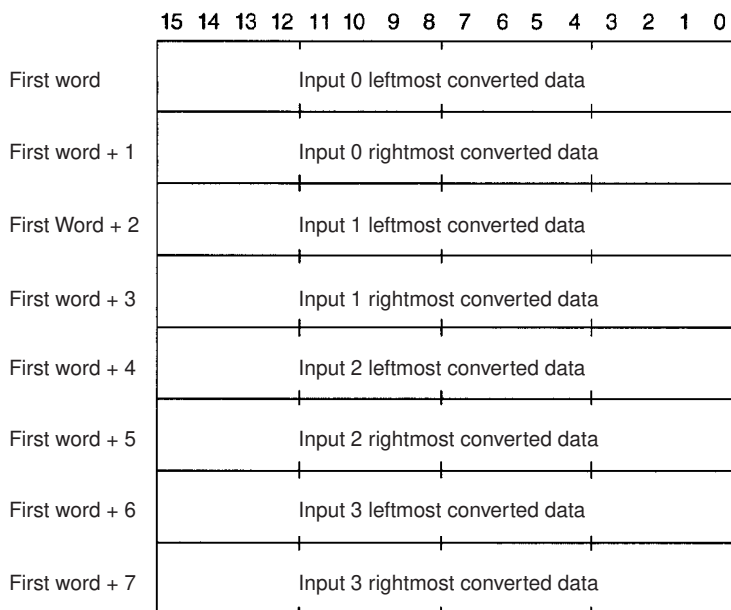 15 14 13 12 11 10 9 8 7 6 5 4 3 2 1 0
First word Input 0 leftmost converted data
First word + 1 Input 0 rightmost converted data
First Word + 2 Input 1 leftmost converted data
First word + 3 Input 1 rightmost converted data
First word + 4 Input 2 leftmost converted data
First word + 5 Input 2 rightmost converted data
First word + 6 Input 3 leftmost converted data
First word + 7 Input 3 rightmost converted data